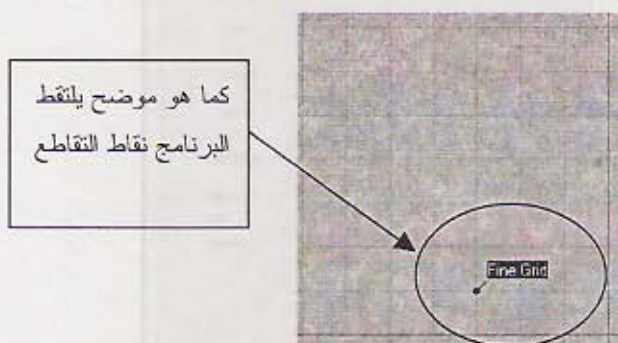 كما هو موضح يلتقط
البرنامج نقاط التقاطع
Fine Grid